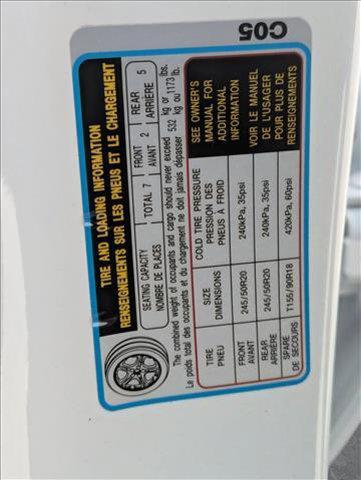 C05
TIRE AND LOADING INFORMATION
RENSEIGNEMENTS SUR LES PNEUS ET LE CHARGEMENT
SEATING CAPACITY
NOMBRE DE PLACES
TOTAL 7
FRONT 2
AVANT
REAR 5
ARRIÈRE
The combined weight of occupants and cargo should never exceed 532 kg or 1173 lbs.
Le poids total des occupants et du chargement ne doit jamais dépasser 532 kg ou 1173 lb.
TIRE SIZE COLD TIRE PRESSURE
PNEU DIMENSIONS PRESSION DES
PNEUS À FROID
FRONT
AVANT 245/50R20 240kPa, 35psi
REAR
ARRIÈRE 245/50R20 240kPa, 35psi
SPARE
DE SECOURS T155/90R18 420kPa, 60psi
SEE OWNER'S
MANUAL FOR
ADDITIONAL
INFORMATION
VOIR LE MANUEL
DE L'USAGER
POUR PLUS DE
RENSEIGNEMENTS